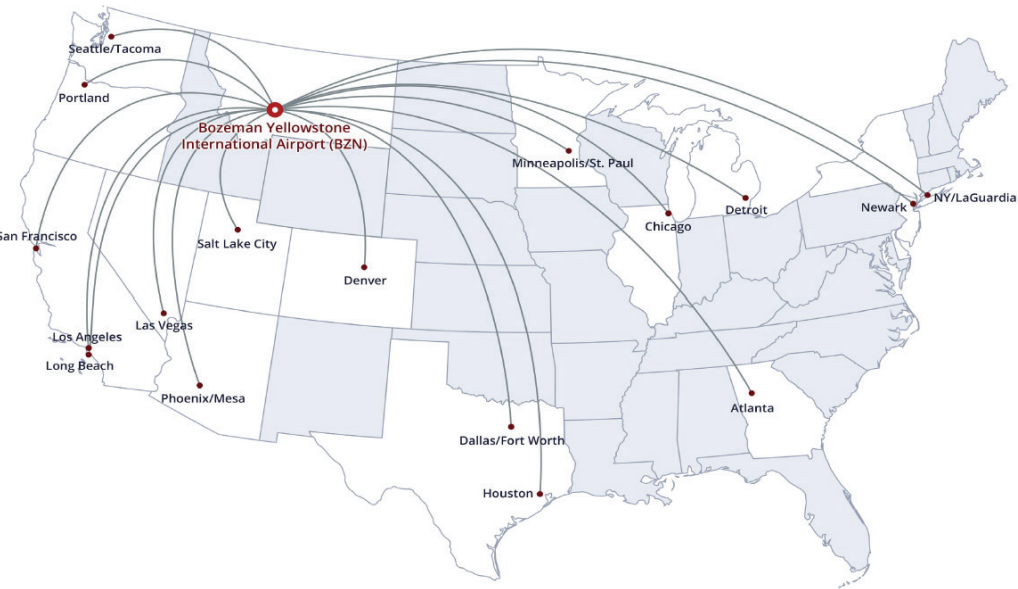 Seattle/Tacoma
Portland
Bozeman Yellowstone
International Airport (BZN)
Minneapolis/St. Paul
NY/LaGuardia
Newark
Detroit
Chicago
San Francisco
Salt Lake City
Denver
Las Vegas
Los Angeles
Long Beach
Phoenix/Mesa
Atlanta
Dallas/Fort Worth
Houston